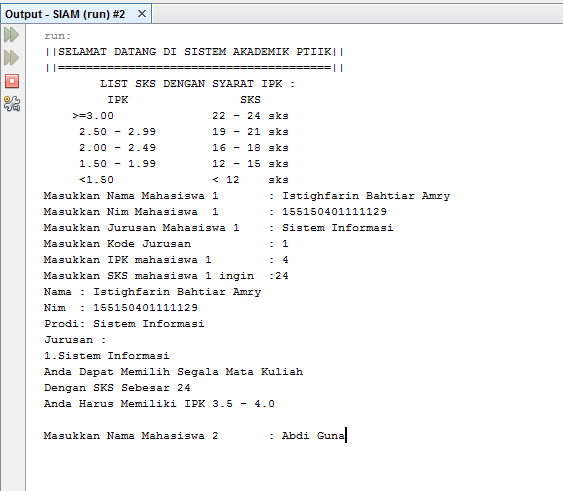 Output - SIAM (run) #2
run:
||SELAMAT DATANG DI SISTEM AKADEMIK PTIIK||
||=======================================||
LIST SKS DENGAN SYARAT IPK :
IPK SKS
>=3.00 22 - 24 sks
2.50 - 2.99 19 - 21 sks
2.00 - 2.49 16 - 18 sks
1.50 - 1.99 12 - 15 sks
<1.50 < 12 sks
Masukkan Nama Mahasiswa 1 : Istighfarin Bahtiar Amry
Masukkan Nim Mahasiswa 1 : 155150401111129
Masukkan Jurusan Mahasiswa 1 : Sistem Informasi
Masukkan Kode Jurusan : 1
Masukkan IPK mahasiswa 1 : 4
Masukkan SKS mahasiswa 1 ingin :24
Nama : Istighfarin Bahtiar Amry
Nim : 155150401111129
Prodi: Sistem Informasi
Jurusan :
1.Sistem Informasi
Anda Dapat Memilih Segala Mata Kuliah
Dengan SKS Sebesar 24
Anda Harus Memiliki IPK 3.5 - 4.0
Masukkan Nama Mahasiswa 2 : Abdi Guna